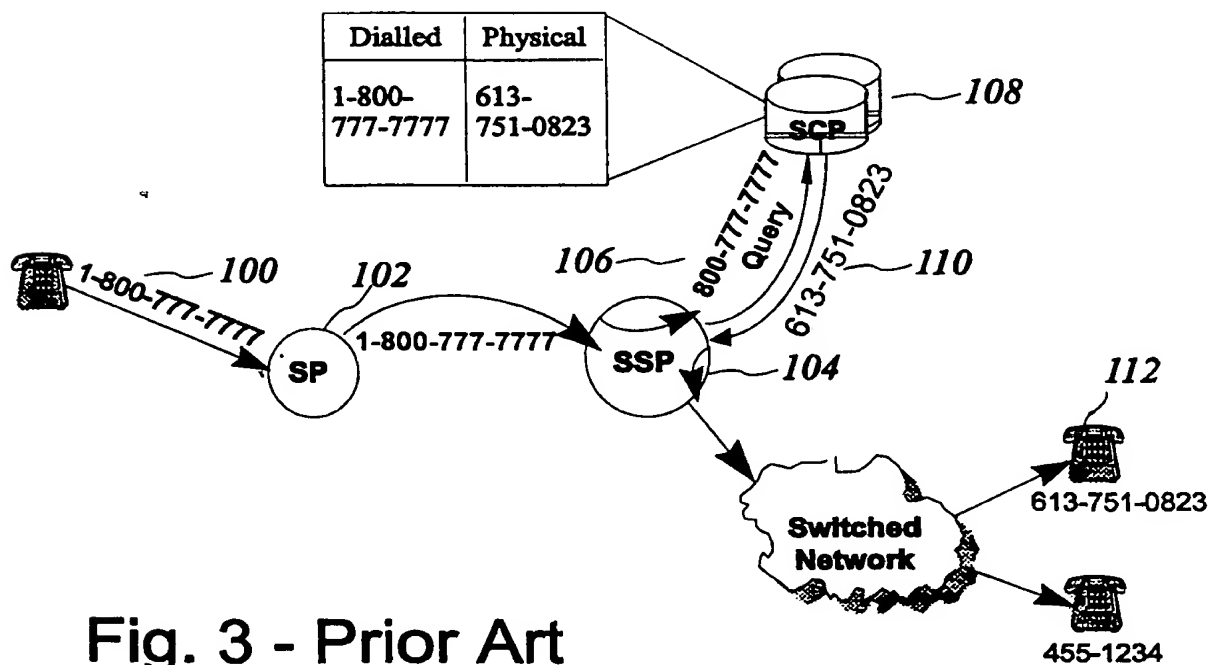 Dialled Physical
1-800- 613-
777-7777 751-0823
SCP
108
800-777-7777
Query
613-751-0823
106
110
100
1-800-777-7777
102
SP
1-800-777-7777
SSP
104
112
613-751-0823
Switched
Network
455-1234
Fig. 3 - Prior Art